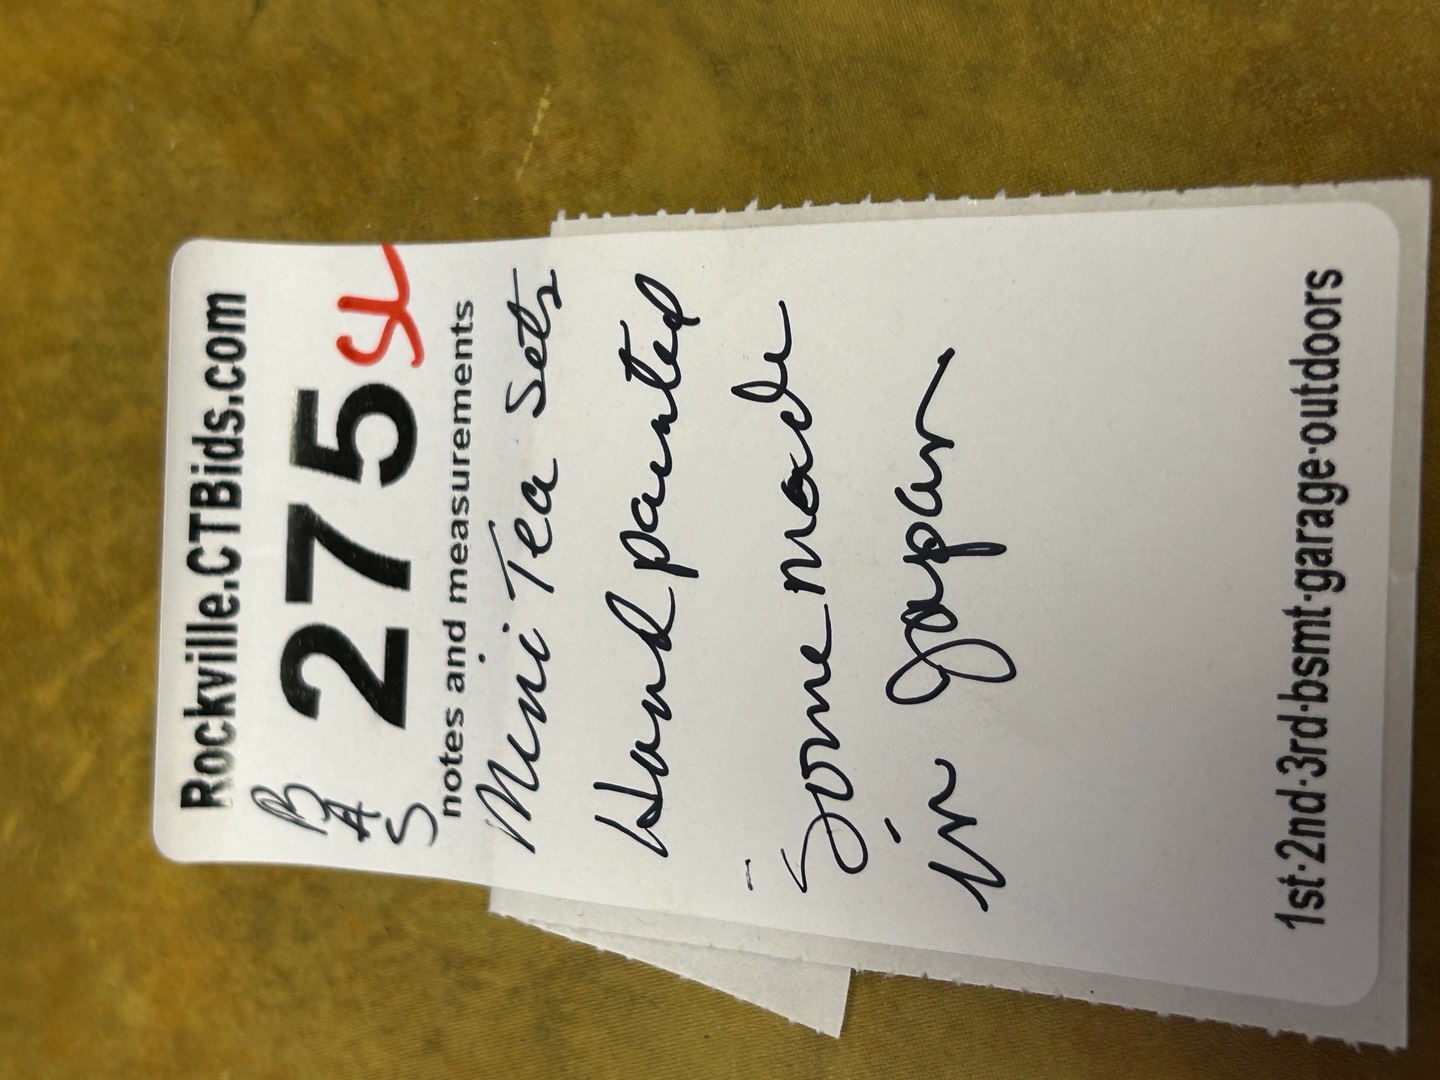 Rockville.CTBids.com
B
A
S
275
SL
notes and measurements
Mini Tea Sets
Hand painted
Some made
in Japan
1st·2nd·3rd·bsmt·garage·outdoors